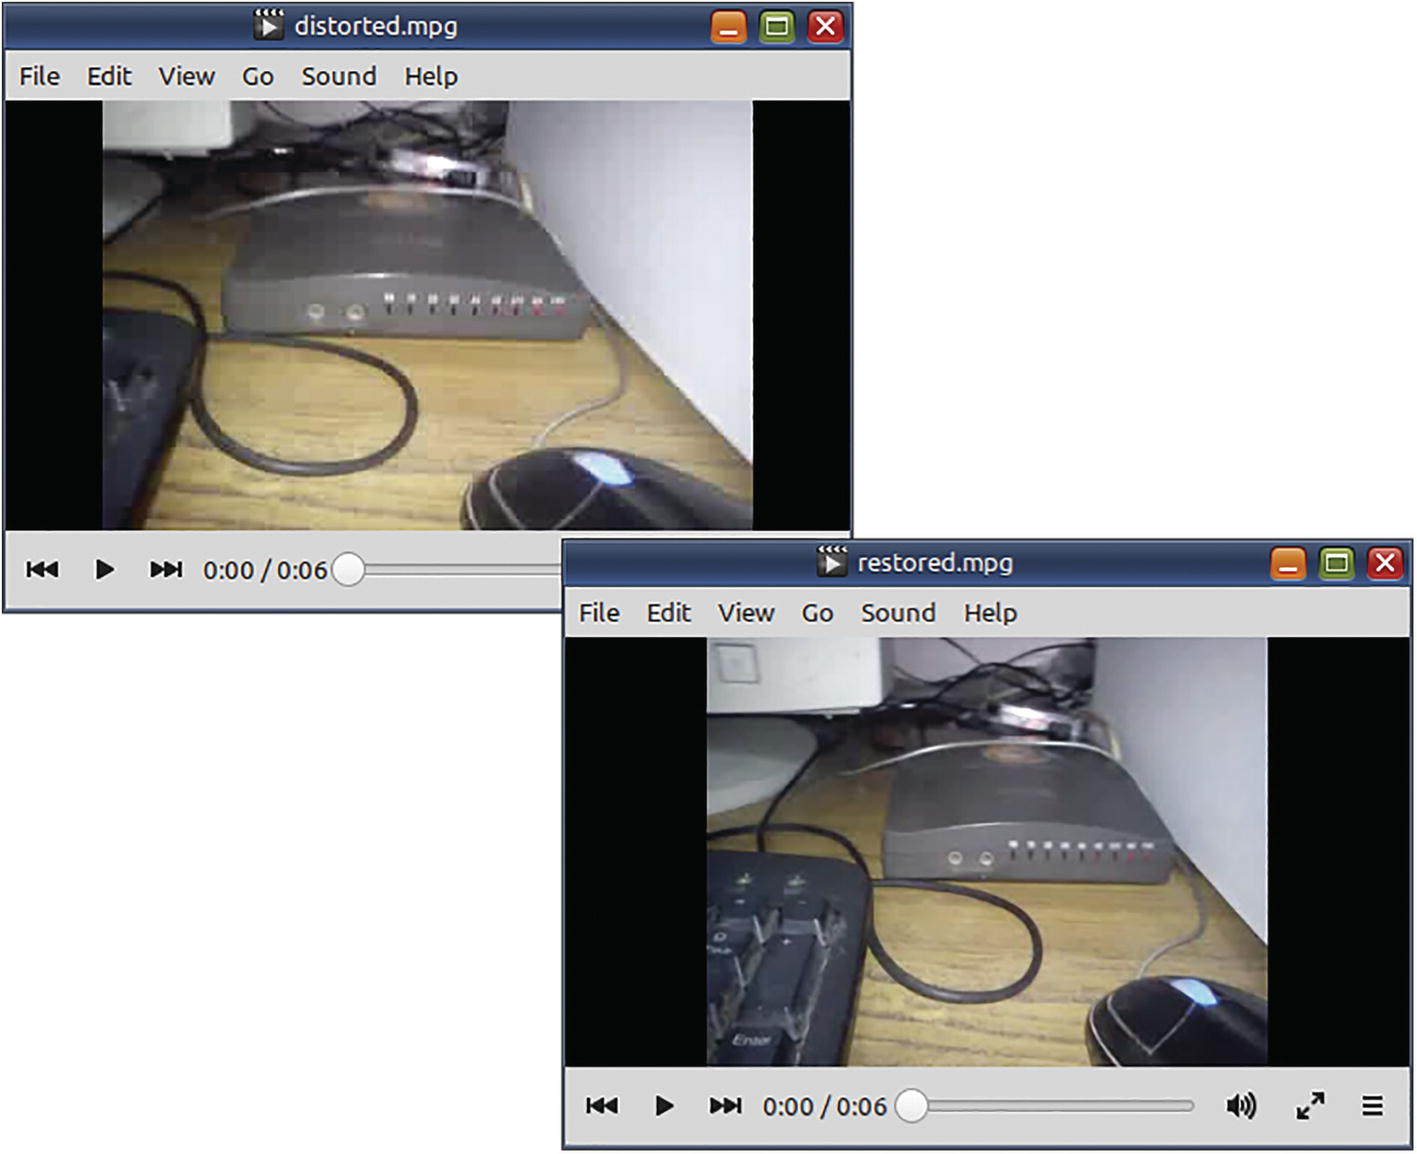 distorted.mpg
File Edit View Go Sound Help
0:00 / 0:06
restored.mpg
File Edit View Go Sound Help
Enter
0:00 / 0:06